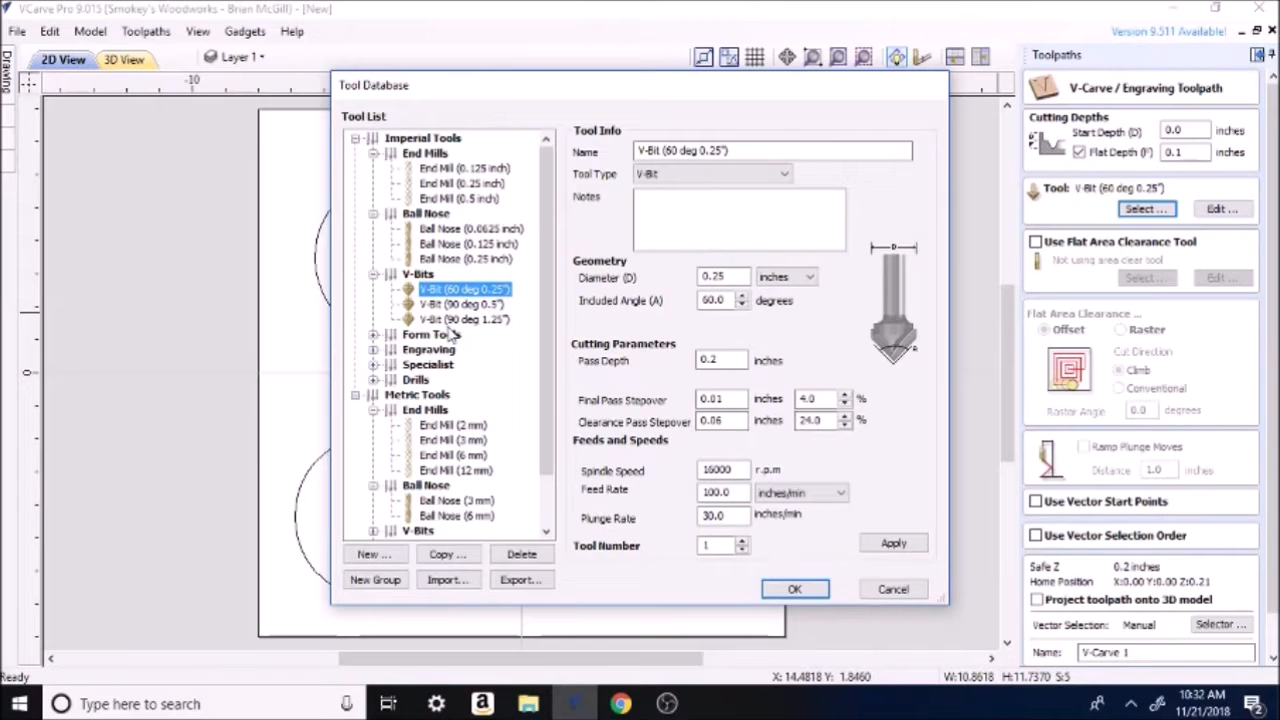 VCarve Pro 9.015 {Smokey's Woodworks - Brian McGill} - [New]
File Edit Model Toolpaths View Gadgets Help
Version 9.511 Available!
2D View 3D View Layer 1
Drawing
-10
0
Tool Database
Tool List
Imperial Tools
End Mills
End Mill (0.125 inch)
End Mill (0.25 inch)
End Mill (0.5 inch)
Ball Nose
Ball Nose (0.0625 inch)
Ball Nose (0.125 inch)
Ball Nose (0.25 inch)
V-Bits
V-Bit (60 deg 0.25")
V-Bit (90 deg 0.5")
V-Bit (90 deg 1.25")
Form Tools
Engraving
Specialist
Drills
Metric Tools
End Mills
End Mill (2 mm)
End Mill (3 mm)
End Mill (6 mm)
End Mill (12 mm)
Ball Nose
Ball Nose (3 mm)
Ball Nose (6 mm)
V-Bits
New ... Copy ... Delete
New Group Import... Export...
Tool Info
Name V-Bit (60 deg 0.25")
Tool Type V-Bit
Notes
Geometry
Diameter (D) 0.25 inches
Included Angle (A) 60.0 degrees
D
A
Cutting Parameters
Pass Depth 0.2 inches
Final Pass Stepover 0.01 inches 4.0 %
Clearance Pass Stepover 0.06 inches 24.0 %
Feeds and Speeds
Spindle Speed 16000 r.p.m
Feed Rate 100.0 inches/min
Plunge Rate 30.0 inches/min
Tool Number 1
Apply
OK Cancel
Toolpaths
V-Carve / Engraving Toolpath
Cutting Depths
Start Depth (D) 0.0 inches
Flat Depth (F) 0.1 inches
Tool: V-Bit (60 deg 0.25")
Select ... Edit ...
Use Flat Area Clearance Tool
Not using area clear tool
Select ... Edit ...
Flat Area Clearance ...
Offset Raster
Cut Direction
Climb
Conventional
Raster Angle 0.0 degrees
Ramp Plunge Moves
Distance 1.0 inches
Use Vector Start Points
Use Vector Selection Order
Safe Z 0.2 inches
Home Position X:0.00 Y:0.00 Z:0.21
Project toolpath onto 3D model
Vector Selection: Manual Selector ...
Name: V-Carve 1
Ready
X: 14.4818 Y: 1.8460 W:10.8618 H:11.7370 S:5
Type here to search
10:32 AM
11/21/2018
2